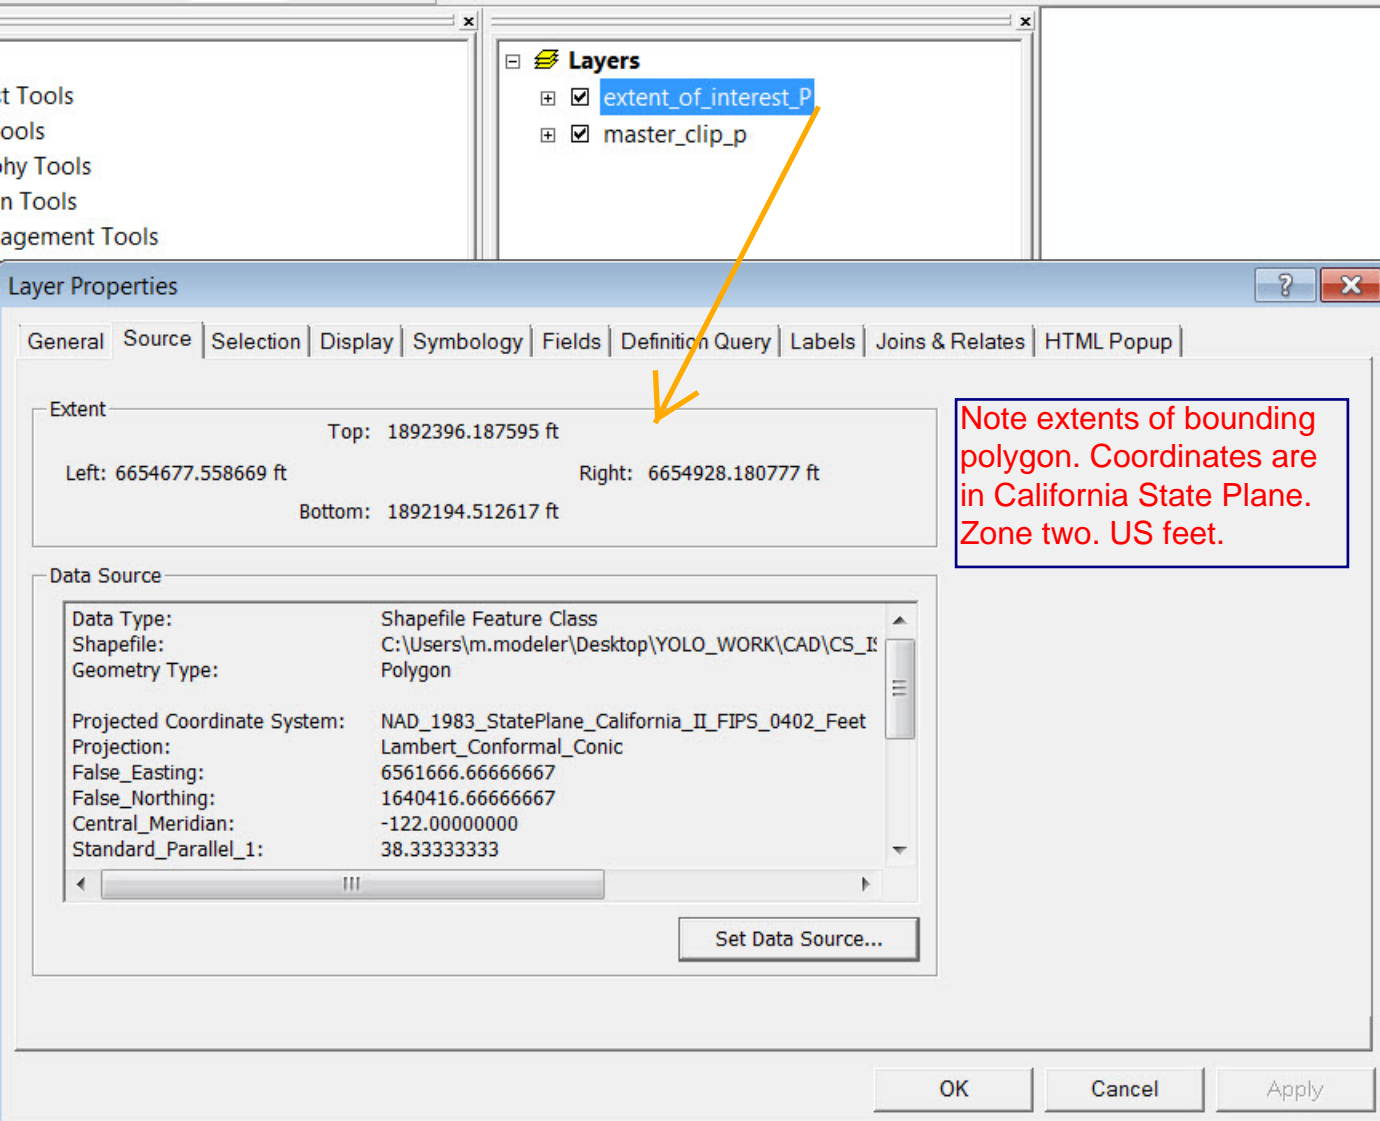 Layers
extent_of_interest_P
master_clip_p
t Tools
ools
hy Tools
n Tools
agement Tools
Layer Properties
General Source Selection Display Symbology Fields Definition Query Labels Joins & Relates HTML Popup
Extent
Top: 1892396.187595 ft
Left: 6654677.558669 ft Right: 6654928.180777 ft
Bottom: 1892194.512617 ft
Note extents of bounding
polygon. Coordinates are
in California State Plane.
Zone two. US feet.
Data Source
Data Type: Shapefile Feature Class
Shapefile: C:\Users\m.modeler\Desktop\YOLO_WORK\CAD\CS_IS
Geometry Type: Polygon
Projected Coordinate System: NAD_1983_StatePlane_California_II_FIPS_0402_Feet
Projection: Lambert_Conformal_Conic
False_Easting: 6561666.66666667
False_Northing: 1640416.66666667
Central_Meridian: -122.00000000
Standard_Parallel_1: 38.33333333
Set Data Source...
OK Cancel Apply